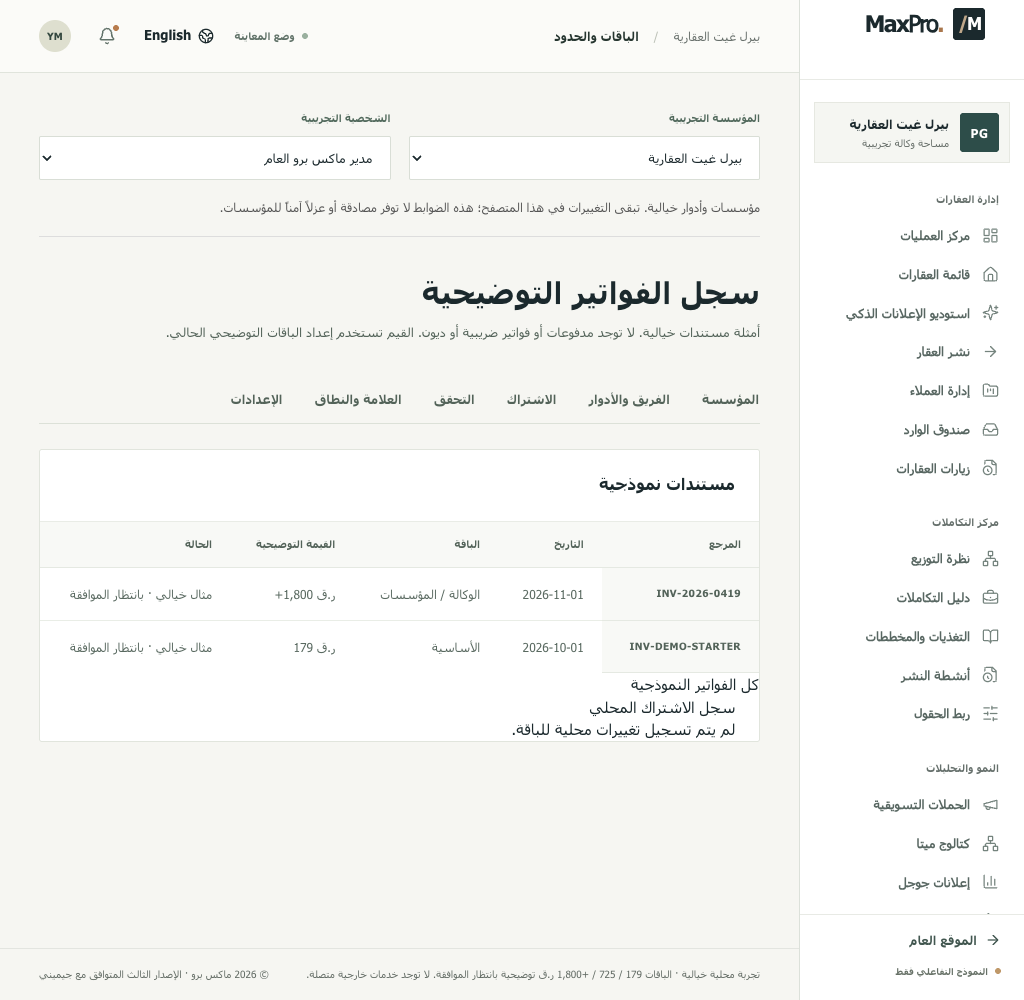 MaxPro.
/M
PG
بيرل غيت العقارية
مساحة وكالة تجريبية
إدارة العقارات
مركز العمليات
قائمة العقارات
استوديو الإعلانات الذكي
نشر العقار
إدارة العملاء
صندوق الوارد
زيارات العقارات
مركز التكاملات
نظرة التوزيع
دليل التكاملات
التغذيات والمخططات
أنشطة النشر
ربط الحقول
النمو والتحليلات
الحملات التسويقية
كتالوج ميتا
إعلانات جوجل
الموقع العام
النموذج التفاعلي فقط
بيرل غيت العقارية / الباقات والحدود
وضع المعاينة
English
YM
المؤسسة التجريبية
بيرل غيت العقارية
الشخصية التجريبية
مدير ماكس برو العام
مؤسسات وأدوار خيالية. تبقى التغييرات في هذا المتصفح؛ هذه الضوابط لا توفر مصادقة أو عزلاً آمناً للمؤسسات.
سجل الفواتير التوضيحية
أمثلة مستندات خيالية. لا توجد مدفوعات أو فواتير ضريبية أو ديون. القيم تستخدم إعداد الباقات التوضيحي الحالي.
المؤسسة الفريق والأدوار الاشتراك التحقق العلامة والنطاق الإعدادات
مستندات نموذجية
المرجع التاريخ الباقة القيمة التوضيحية الحالة
INV-2026-0419 2026-11-01 الوكالة / المؤسسات ر.ق 1,800+ مثال خيالي · بانتظار الموافقة
INV-DEMO-STARTER 2026-10-01 الأساسية ر.ق 179 مثال خيالي · بانتظار الموافقة
كل الفواتير النموذجية
سجل الاشتراك المحلي
لم يتم تسجيل تغييرات محلية للباقة.
تجربة محلية خيالية · الباقات 179 / 725 / 1,800+ ر.ق توضيحية بانتظار الموافقة. لا توجد خدمات خارجية متصلة.
© 2026 ماكس برو · الإصدار الثالث المتوافق مع جيميني